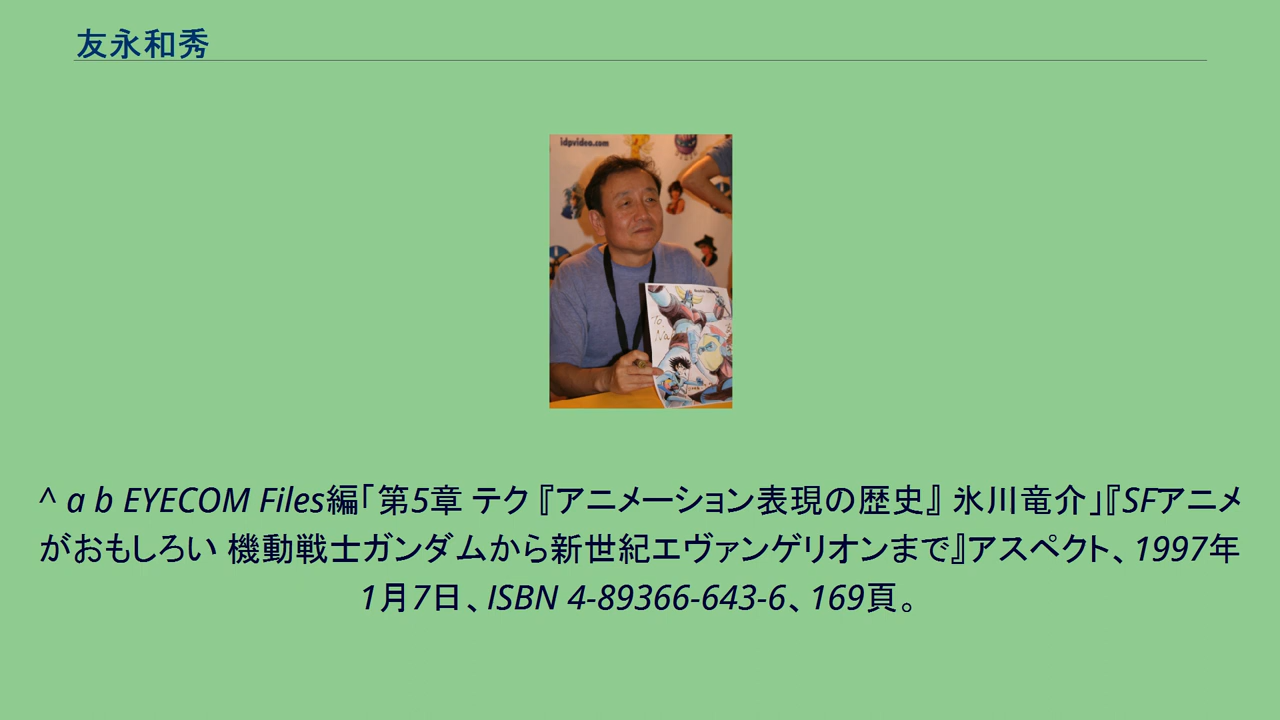 友永和秀
idpvideo.com
To,
Na
^ a b EYECOM Files編「第5章 テク『アニメーション表現の歴史』 氷川竜介」『SFアニメ
がおもしろい 機動戦士ガンダムから新世紀エヴァンゲリオンまで』アスペクト、1997年
1月7日、ISBN 4-89366-643-6、169頁。